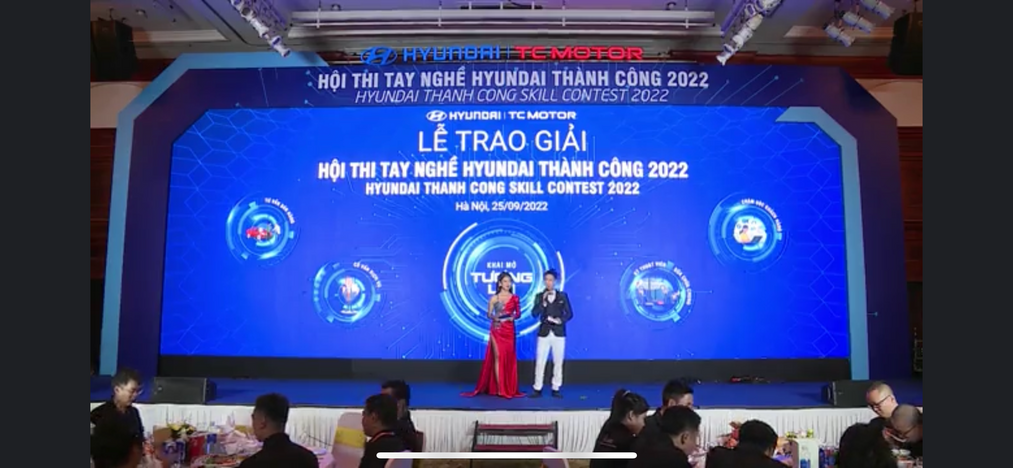 HYUNDAI | TC MOTOR
HỘI THI TAY NGHỀ HYUNDAI THÀNH CÔNG 2022
HYUNDAI THANH CONG SKILL CONTEST 2022
HYUNDAI | TC MOTOR
LỄ TRAO GIẢI
HỘI THI TAY NGHỀ HYUNDAI THÀNH CÔNG 2022
HYUNDAI THANH CONG SKILL CONTEST 2022
Hà Nội, 25/09/2022
KHAI MỞ